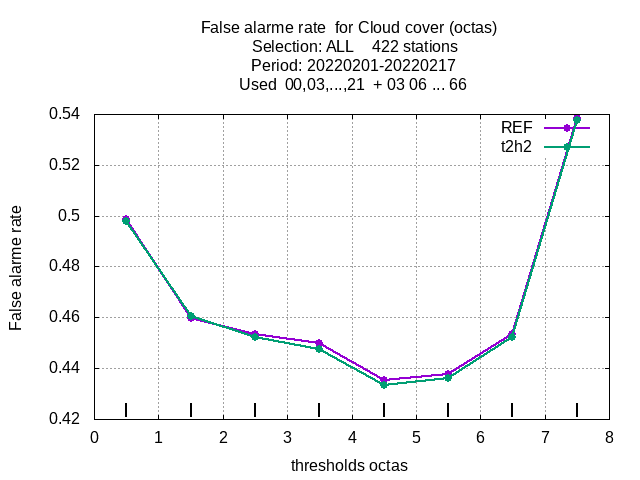 False alarme rate  for Cloud cover (octas)
Selection: ALL    422 stations
Period: 20220201-20220217
Used  00,03,...,21  + 03 06 ... 66
REF
t2h2
0.54
0.52
0.5
0.48
0.46
0.44
0.42
False alarme rate
0 1 2 3 4 5 6 7 8
thresholds octas